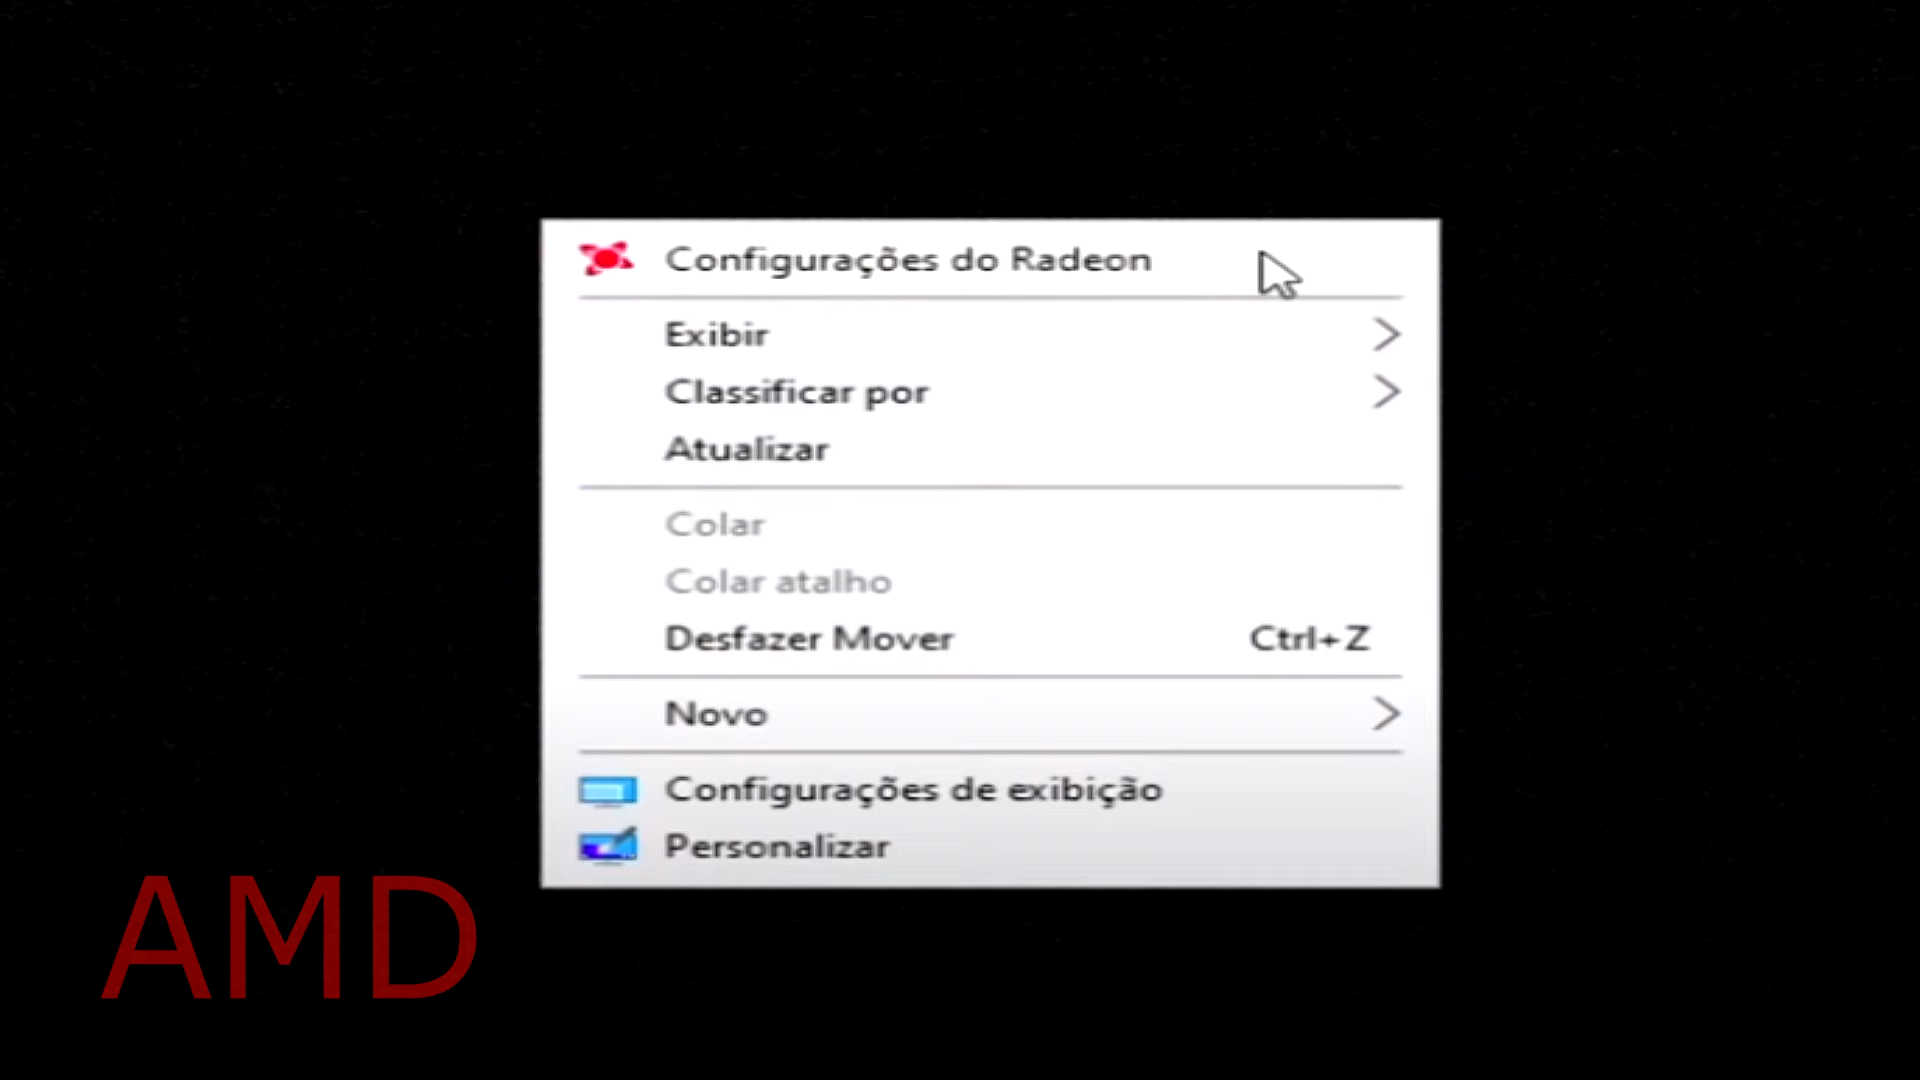 Configurações do Radeon
Exibir
Classificar por
Atualizar
Colar
Colar atalho
Desfazer Mover Ctrl+Z
Novo
Configurações de exibição
Personalizar
AMD